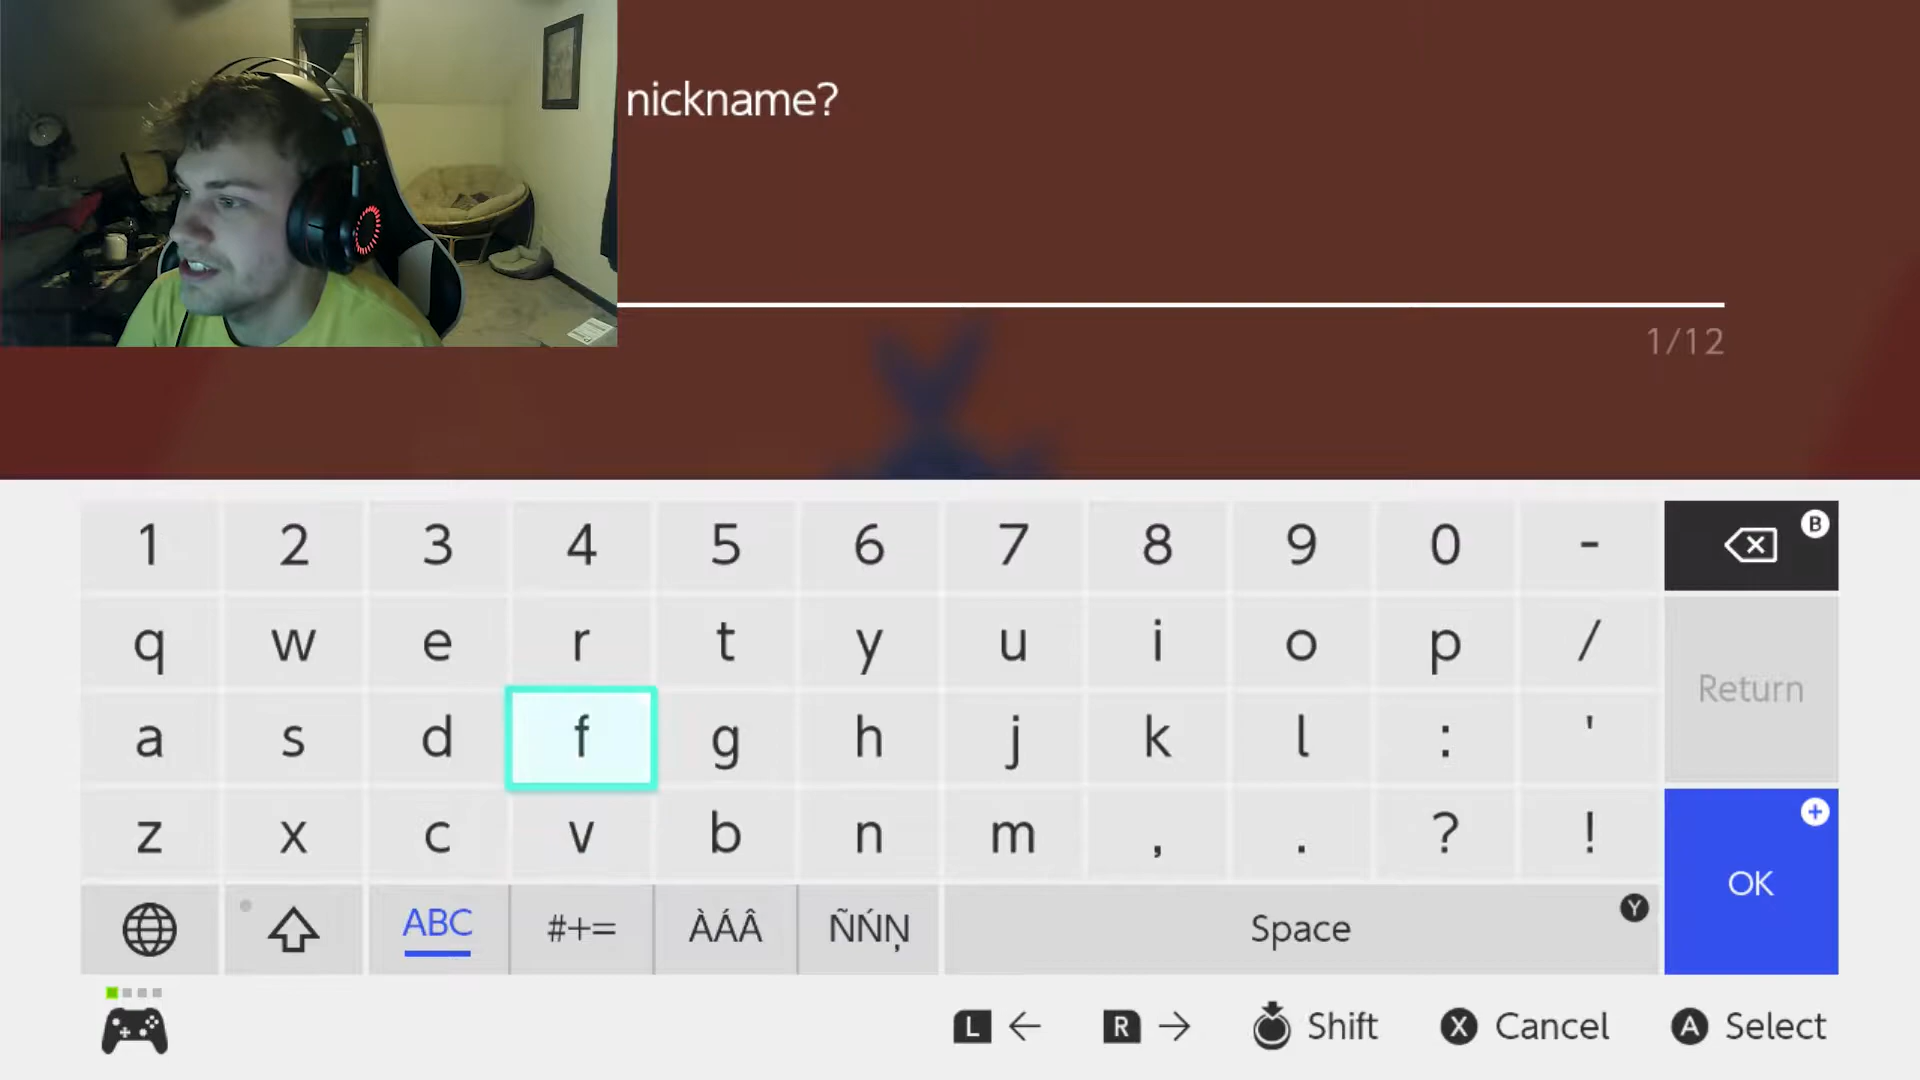 nickname?
1/12
1 2 3 4 5 6 7 8 9 0 - B
q w e r t y u i o p / Return
a s d f g h j k l : '
z x c v b n m , . ? ! + OK
ABC #+= ÀÁÂ ÑŃŅ Space Y
L ← R → Shift X Cancel A Select